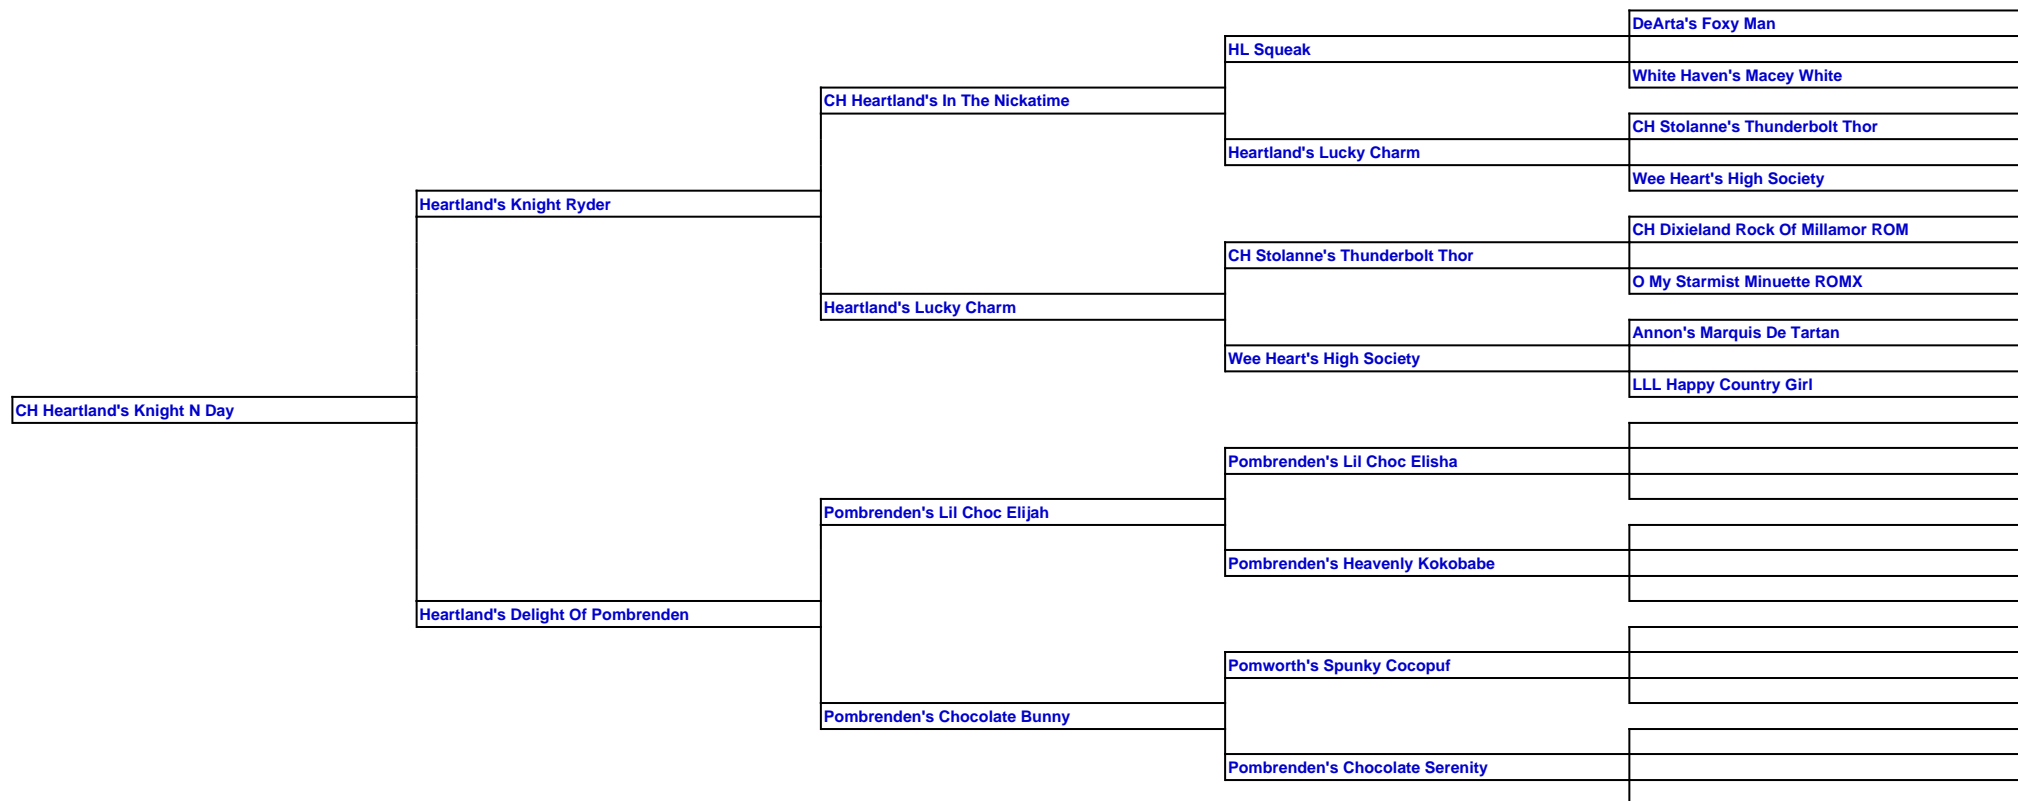 DeArta's Foxy Man
HL Squeak
White Haven's Macey White
CH Heartland's In The Nickatime
CH Stolanne's Thunderbolt Thor
Heartland's Lucky Charm
Wee Heart's High Society
Heartland's Knight Ryder
CH Dixieland Rock Of Millamor ROM
CH Stolanne's Thunderbolt Thor
O My Starmist Minuette ROMX
Heartland's Lucky Charm
Annon's Marquis De Tartan
Wee Heart's High Society
LLL Happy Country Girl
CH Heartland's Knight N Day
Pombrenden's Lil Choc Elisha
Pombrenden's Lil Choc Elijah
Pombrenden's Heavenly Kokobabe
Heartland's Delight Of Pombrenden
Pomworth's Spunky Cocopuf
Pombrenden's Chocolate Bunny
Pombrenden's Chocolate Serenity